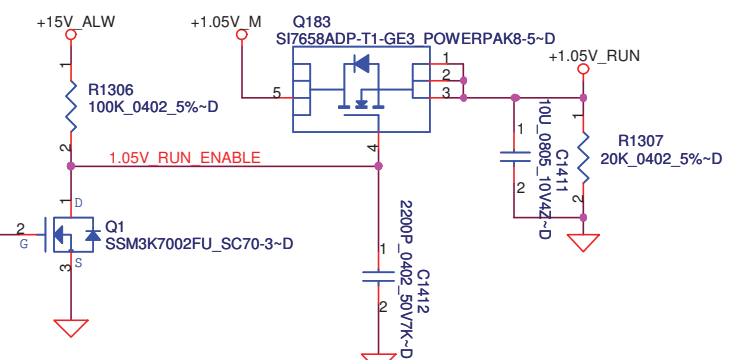 +15V_ALW
+1.05V_M
Q183
SI7658ADP-T1-GE3_POWERPAK8-5~D
+1.05V_RUN
1
R1306
100K_0402_5%~D
2
5
1
2
3
4
1.05V_RUN_ENABLE
1
2
10U_0805_10V4Z~D
C1411
1
2
R1307
20K_0402_5%~D
1
D
2
G
Q1
SSM3K7002FU_SC70-3~D
3
S
1
2
2200P_0402_50V7K~D
C1412